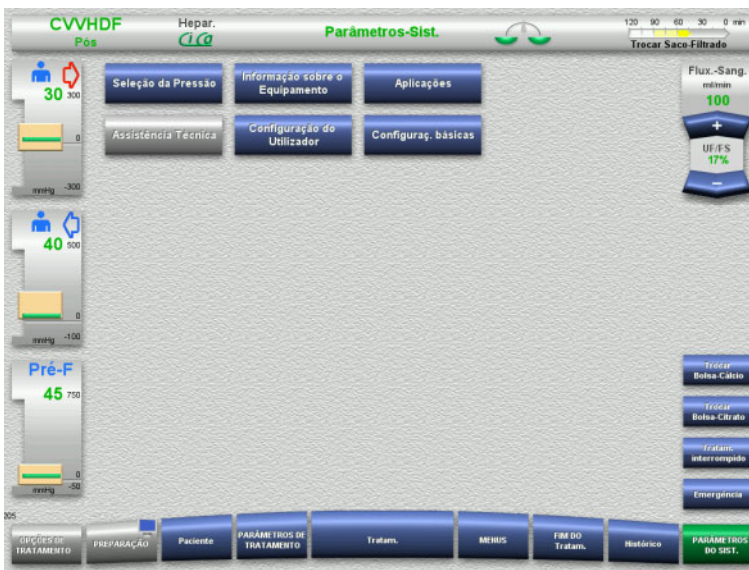 CVVHDF
Pós
Hepar.
CiCa
Parâmetros-Sist.
120 90 60 30 0 min
Trocar Saco-Filtrado
30 300
0
mmHg -300
40 500
0
mmHg -100
Pré-F
45 750
0
mmHg -50
205
Seleção da Pressão
Informação sobre o
Equipamento
Aplicações
Assistência Técnica
Configuração do
Utilizador
Configuraç. básicas
Flux.-Sang.
ml/min
100
+
UF/FS
17%
−
Trocar
Bolsa-Cálcio
Trocar
Bolsa-Citrato
Tratam.
interrompido
Emergência
OPÇÕES DE
TRATAMENTO
PREPARAÇÃO
Paciente
PARÂMETROS DE
TRATAMENTO
Tratam.
MENUS
FIM DO
Tratam.
Histórico
PARÂMETROS
DO SIST.